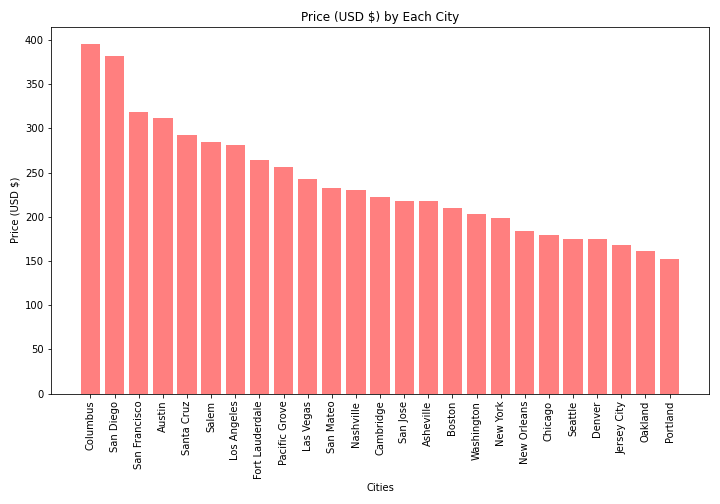 Price (USD $) by Each City
Price (USD $)
400
350
300
250
200
150
100
50
0
Columbus
San Diego
San Francisco
Austin
Santa Cruz
Salem
Los Angeles
Fort Lauderdale
Pacific Grove
Las Vegas
San Mateo
Nashville
Cambridge
San Jose
Asheville
Boston
Washington
New York
New Orleans
Chicago
Seattle
Denver
Jersey City
Oakland
Portland
Cities